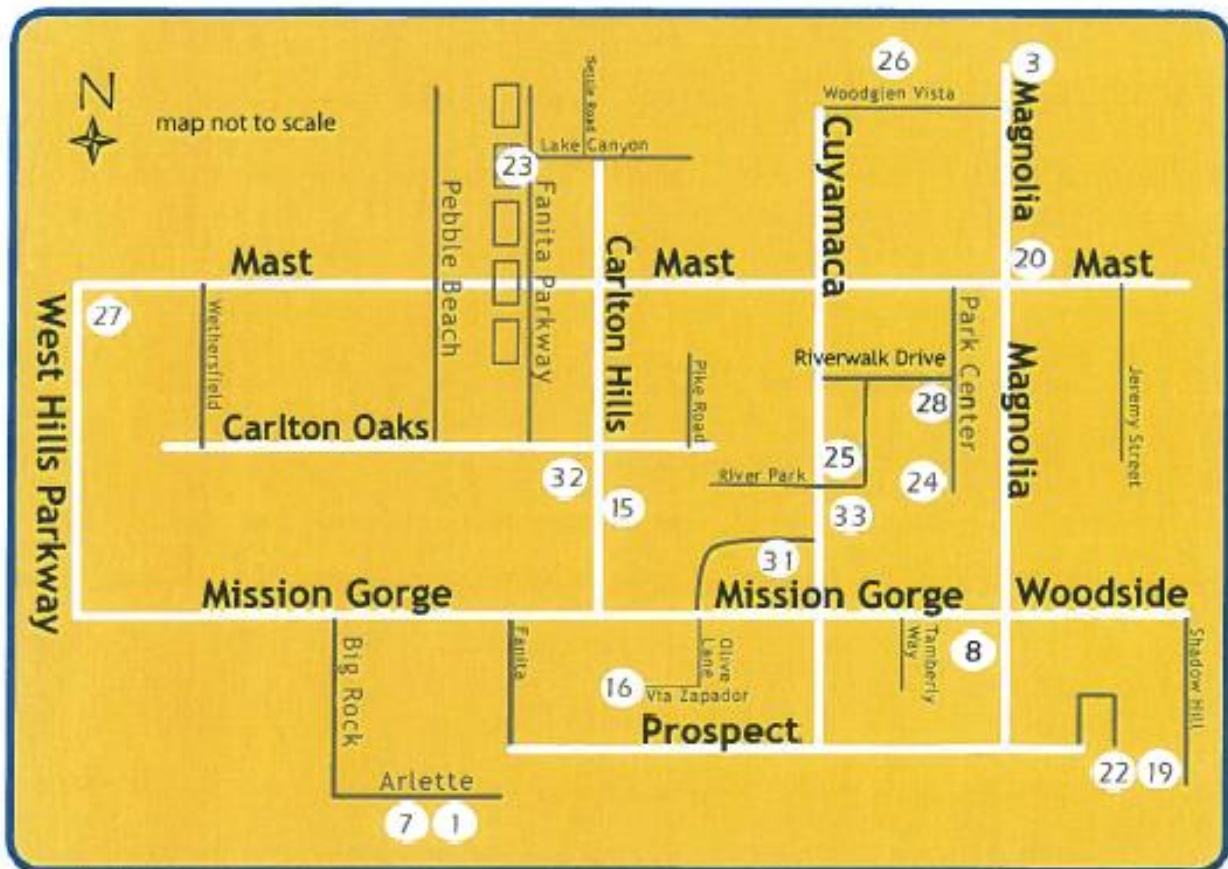 26
3
Woodglen Vista
N
map not to scale
Settle Road
Magnolia
Lake Canyon
Cuyamaca
23
Pebble Beach
Fanita Parkway
Carlton Hills
Mast
Mast
20
Mast
27
Park Center
West Hills Parkway
Wethersfield
Riverwalk Drive
Magnolia
Pike Road
Jeremy Street
28
Carlton Oaks
25
32
River Park
24
15
33
31
Mission Gorge
Mission Gorge
Woodside
Big Rock
Fanita
Olive
Lane
Tamberly
Way
8
Shadow Hill
16
Via Zapador
Prospect
Arlette
22
19
7
1